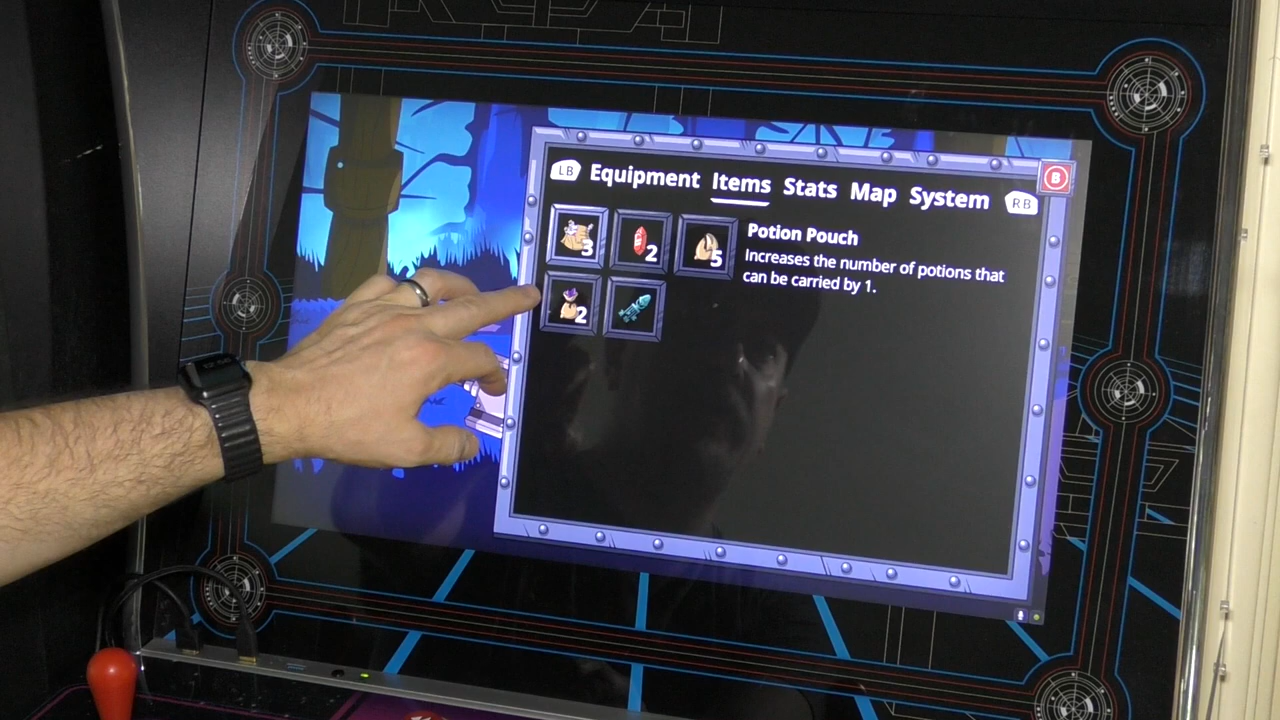 LB Equipment Items Stats Map System RB B
3 2 5
2
Potion Pouch
Increases the number of potions that
can be carried by 1.